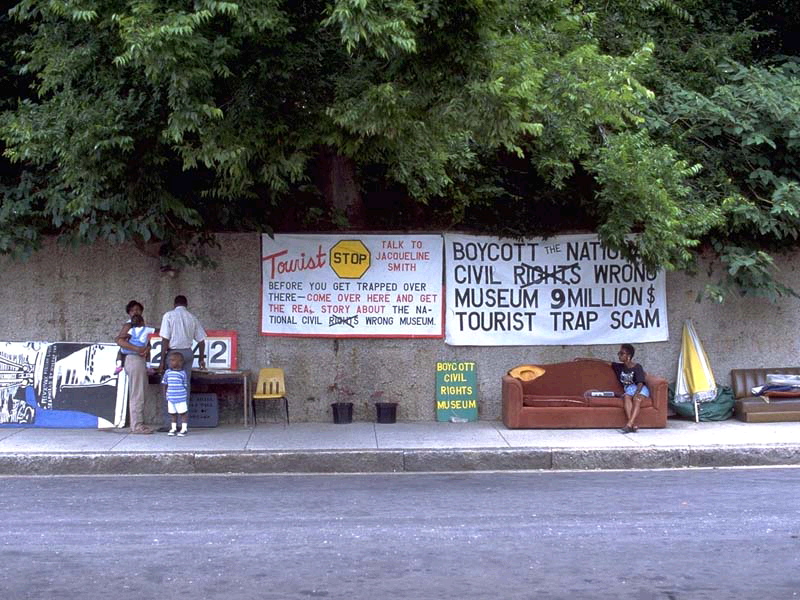 Tourist STOP TALK TO
JACQUELINE
SMITH
BEFORE YOU GET TRAPPED OVER
THERE—COME OVER HERE AND GET
THE REAL STORY ABOUT THE NA-
TIONAL CIVIL RIGHTS WRONG MUSEUM.
BOYCOTT THE NATIONAL
CIVIL RIGHTS WRONG
MUSEUM 9 MILLION $
TOURIST TRAP SCAM
BOYCOTT
CIVIL
RIGHTS
MUSEUM
242